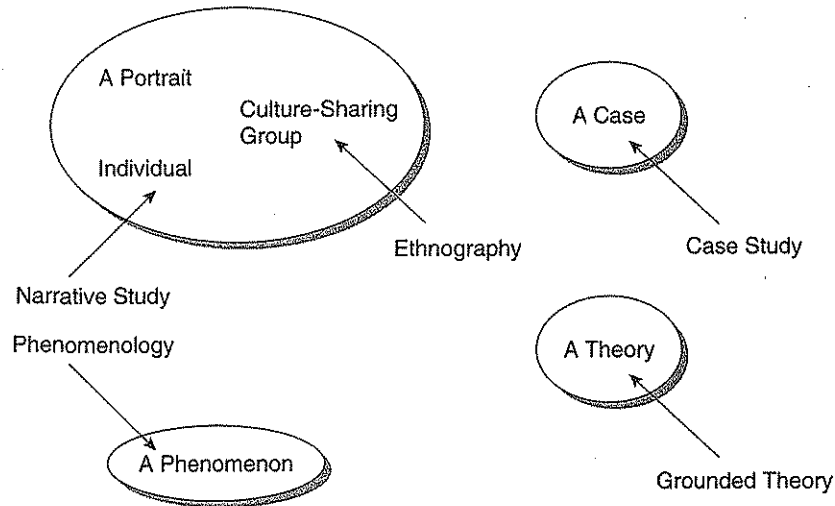 A Portrait
Culture-Sharing
Group
Individual
A Case
Ethnography
Case Study
Narrative Study
Phenomenology
A Theory
A Phenomenon
Grounded Theory